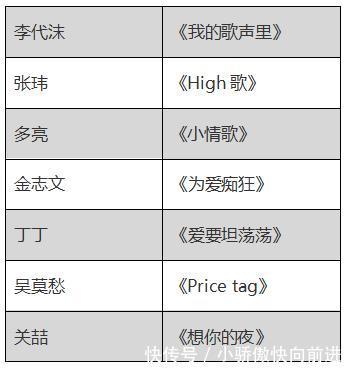 李代沫 《我的歌声里》
张玮 《High 歌》
多亮 《小情歌》
金志文 《为爱痴狂》
丁丁 《爱要坦荡荡》
吴莫愁 《Price tag》
关喆 《想你的夜》
快传号 / 小骄傲快向前进